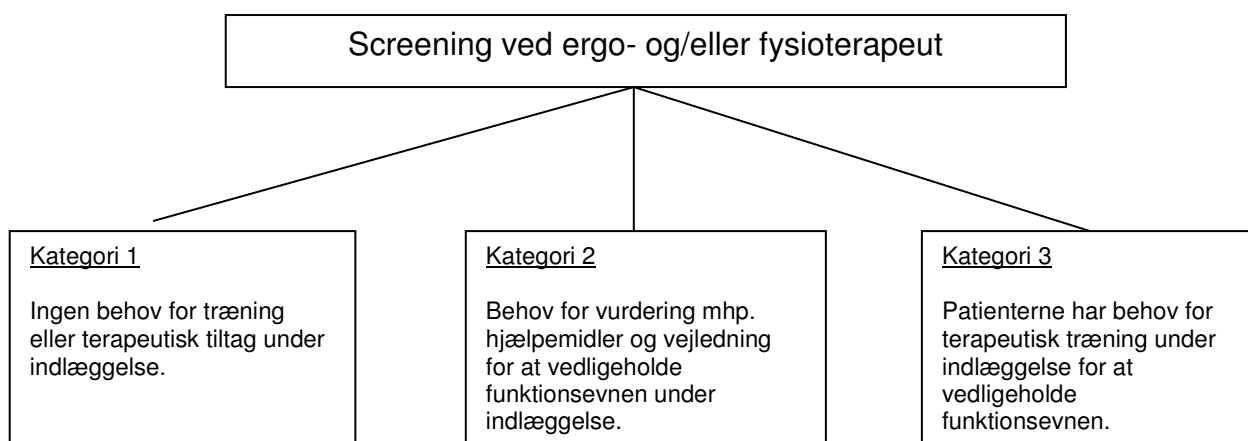 Screening ved ergo- og/eller fysioterapeut
Kategori 1
Ingen behov for træning
eller terapeutisk tiltag under
indlæggelse.
Kategori 2
Behov for vurdering mhp.
hjælpemidler og vejledning
for at vedligeholde
funktionsevnen under
indlæggelse.
Kategori 3
Patienterne har behov for
terapeutisk træning under
indlæggelse for at
vedligeholde
funktionsevnen.